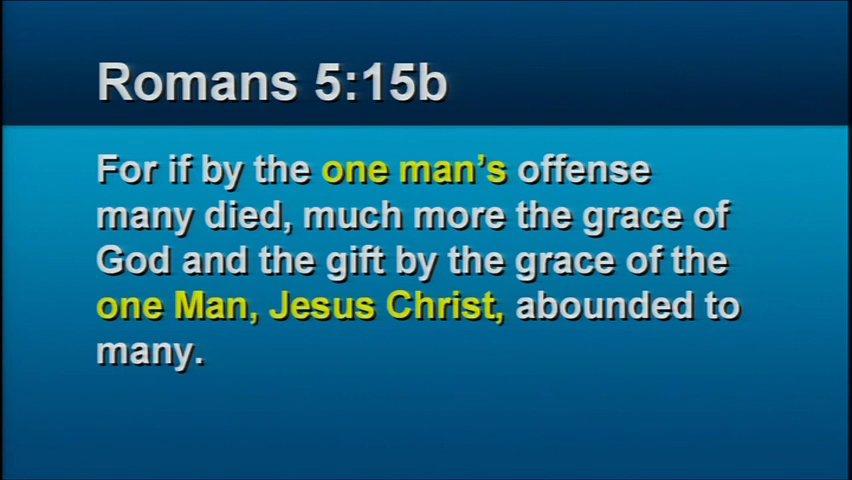 Romans 5:15b
For if by the one man’s offense
many died, much more the grace of
God and the gift by the grace of the
one Man, Jesus Christ, abounded to
many.